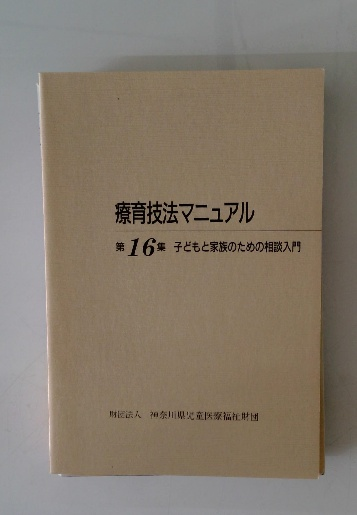 療育技法マニュアル
第16集 子どもと家族のための相談入門
財団法人 神奈川県児童医療福祉財団